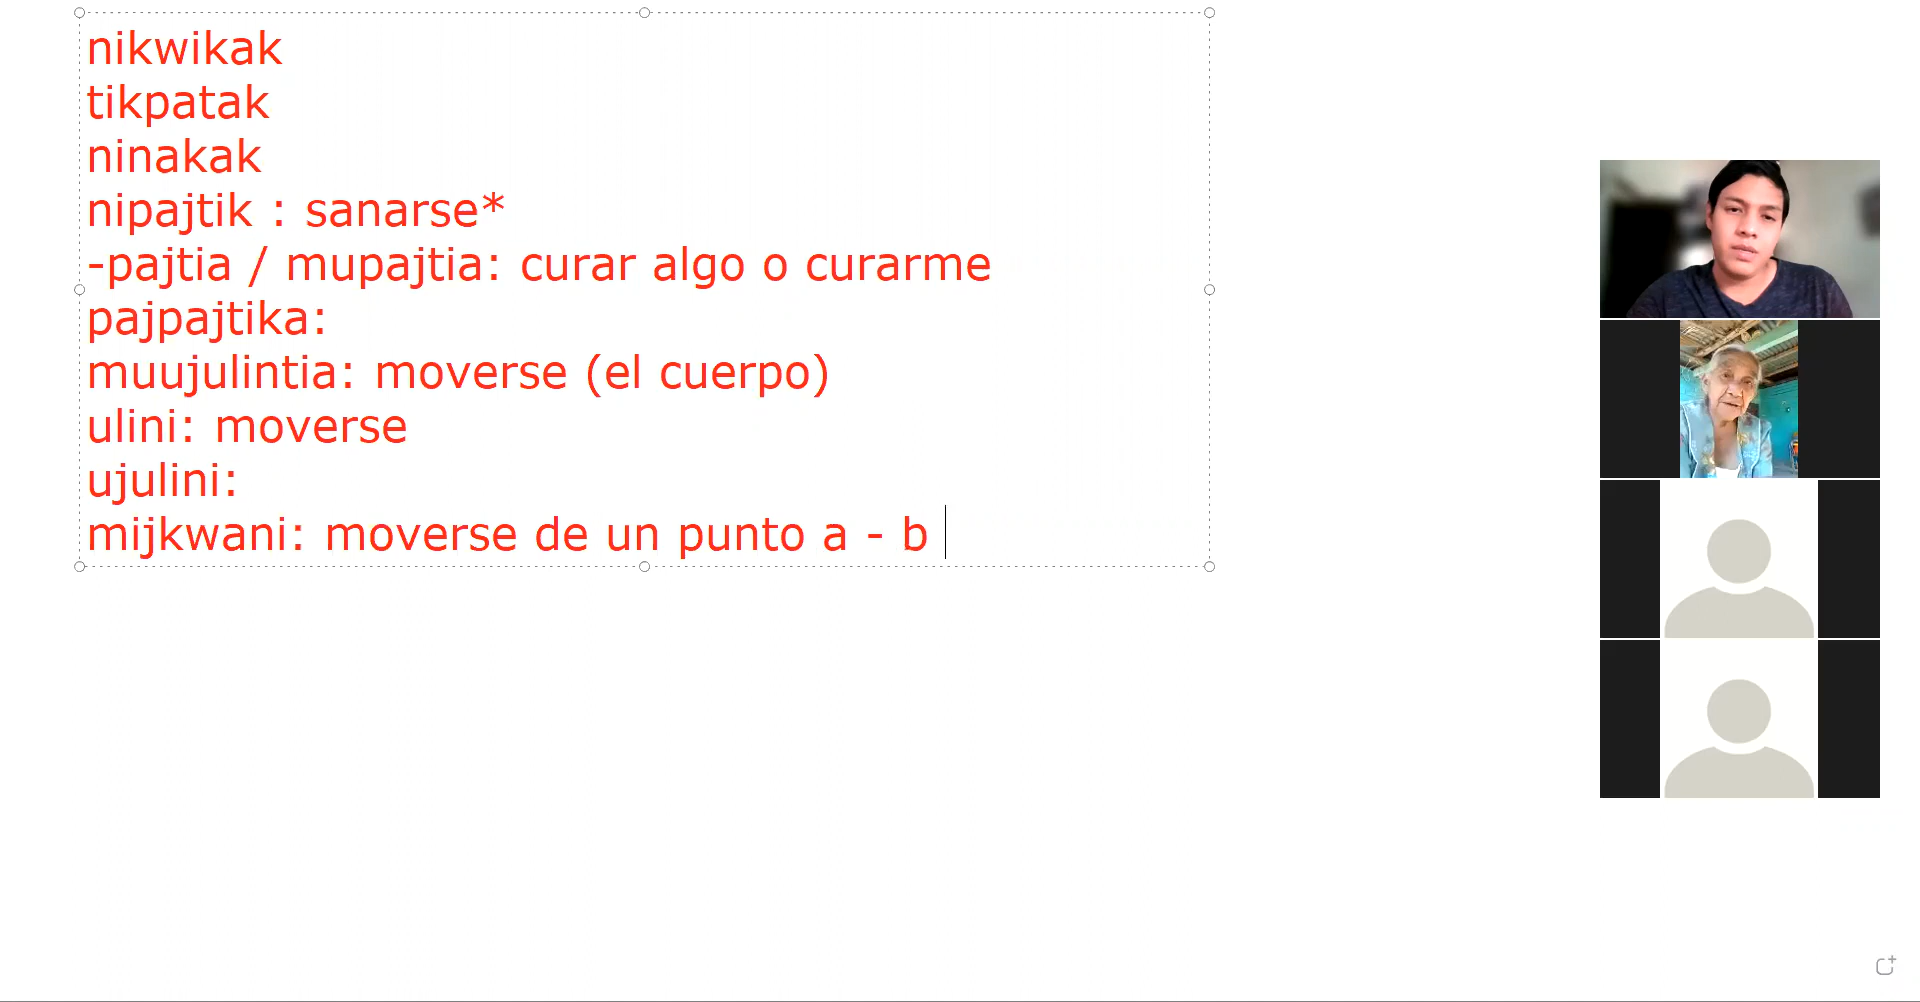 nikwikak
tikpatak
ninakak
nipajtik : sanarse*
-pajtia / mupajtia: curar algo o curarme
pajpajtika:
muujulintia: moverse (el cuerpo)
ulini: moverse
ujulini:
mijkwani: moverse de un punto a - b